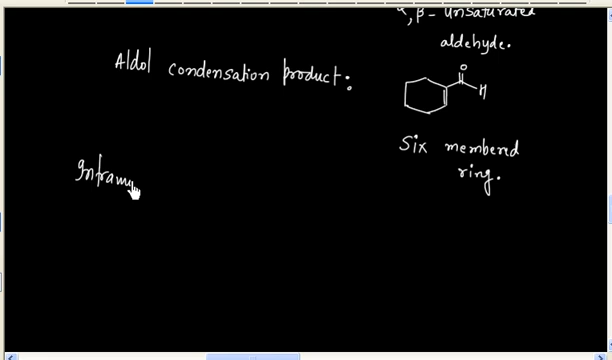 α, β - unsaturated
aldehyde.
Aldol condensation product:
O
H
Six membered
ring.
Intram